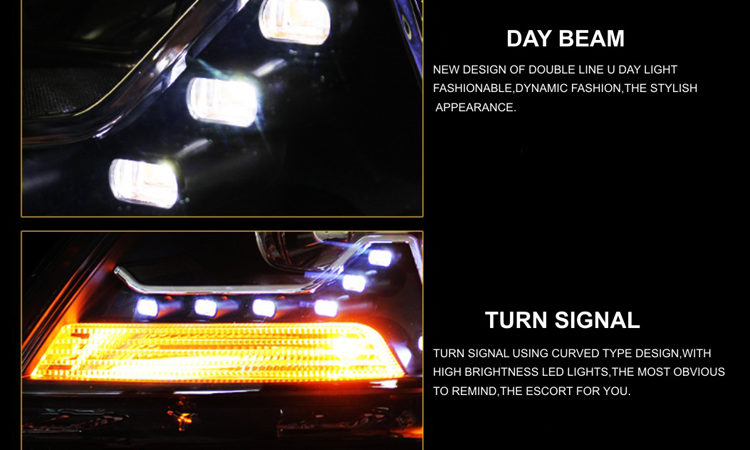 DAY BEAM
NEW DESIGN OF DOUBLE LINE U DAY LIGHT
FASHIONABLE,DYNAMIC FASHION,THE STYLISH
APPEARANCE.
TURN SIGNAL
TURN SIGNAL USING CURVED TYPE DESIGN,WITH
HIGH BRIGHTNESS LED LIGHTS,THE MOST OBVIOUS
TO REMIND,THE ESCORT FOR YOU.